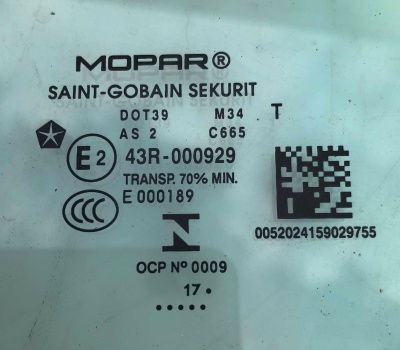 MOPAR®
SAINT-GOBAIN SEKURIT
DOT39 M34 T
AS 2 C665
E2 43R-000929
TRANSP. 70% MIN.
CCC E 000189
N
OCP Nº 0009
0052024159029755
17 •
•••••